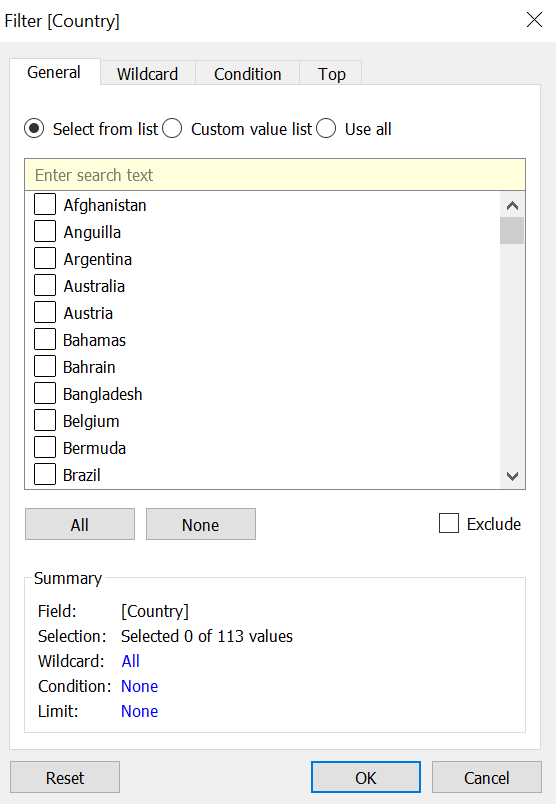 Filter [Country]
General Wildcard Condition Top
Select from list Custom value list Use all
Enter search text
Afghanistan
Anguilla
Argentina
Australia
Austria
Bahamas
Bahrain
Bangladesh
Belgium
Bermuda
Brazil
All None Exclude
Summary
Field: [Country]
Selection: Selected 0 of 113 values
Wildcard: All
Condition: None
Limit: None
Reset OK Cancel